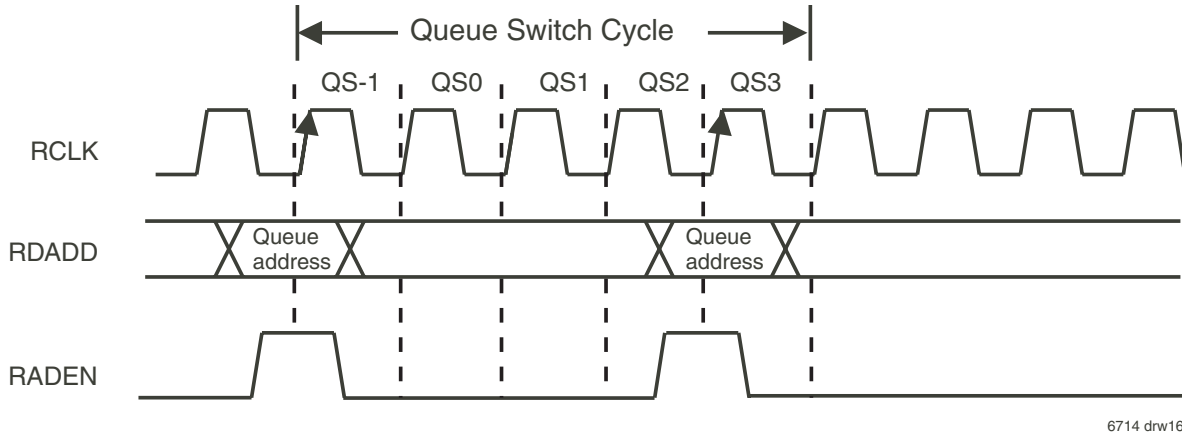 Queue Switch Cycle
QS-1 QS0 QS1 QS2 QS3
RCLK
RDADD
Queue
address
Queue
address
RADEN
6714 drw16